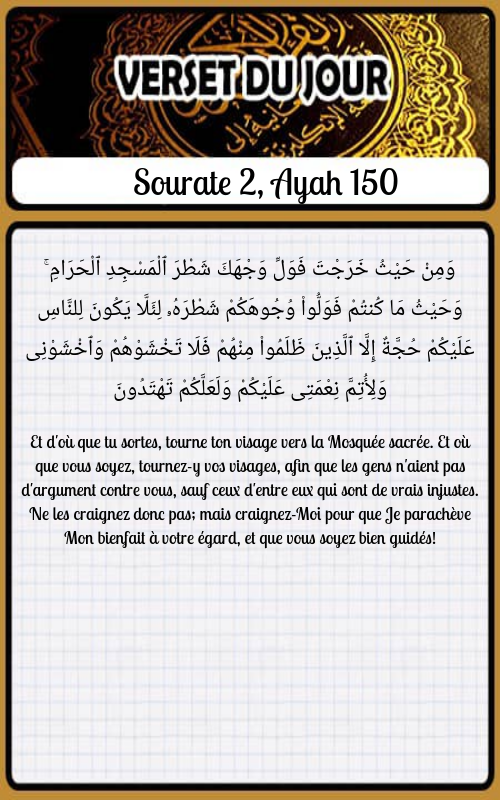 VERSET DU JOUR
Sourate 2, Ayah 150
وَمِنْ حَيْثُ خَرَجْتَ فَوَلِّ وَجْهَكَ شَطْرَ ٱلْمَسْجِدِ ٱلْحَرَامِ ۚ
وَحَيْثُ مَا كُنتُمْ فَوَلُّوا۟ وُجُوهَكُمْ شَطْرَهُۥ لِئَلَّا يَكُونَ لِلنَّاسِ
عَلَيْكُمْ حُجَّةٌ إِلَّا ٱلَّذِينَ ظَلَمُوا۟ مِنْهُمْ فَلَا تَخْشَوْهُمْ وَٱخْشَوْنِى
وَلِأُتِمَّ نِعْمَتِى عَلَيْكُمْ وَلَعَلَّكُمْ تَهْتَدُونَ
Et d'où que tu sortes, tourne ton visage vers la Mosquée sacrée. Et où
que vous soyez, tournez-y vos visages, afin que les gens n'aient pas
d'argument contre vous, sauf ceux d'entre eux qui sont de vrais injustes.
Ne les craignez donc pas; mais craignez-Moi pour que Je parachève
Mon bienfait à votre égard, et que vous soyez bien guidés!